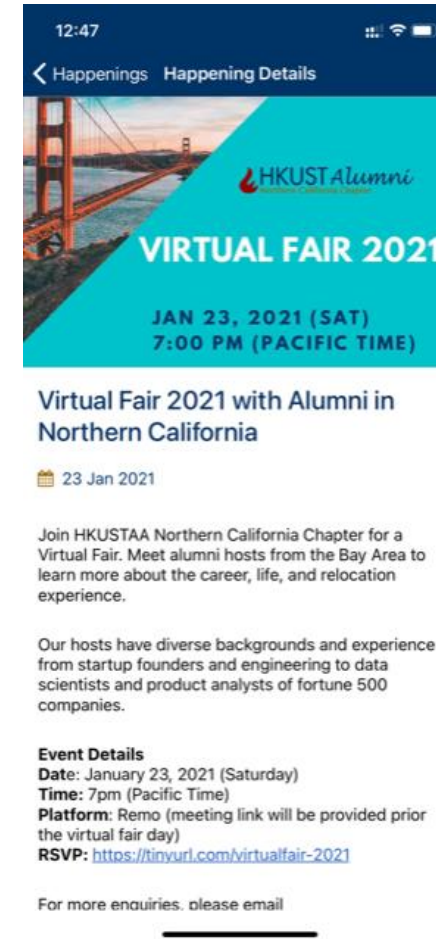 12:47
Happenings Happening Details
HKUST Alumni
Northern California Chapter
VIRTUAL FAIR 2021
JAN 23, 2021 (SAT)
7:00 PM (PACIFIC TIME)
Virtual Fair 2021 with Alumni in
Northern California
23 Jan 2021
Join HKUSTAA Northern California Chapter for a
Virtual Fair. Meet alumni hosts from the Bay Area to
learn more about the career, life, and relocation
experience.
Our hosts have diverse backgrounds and experience
from startup founders and engineering to data
scientists and product analysts of fortune 500
companies.
Event Details
Date: January 23, 2021 (Saturday)
Time: 7pm (Pacific Time)
Platform: Remo (meeting link will be provided prior
the virtual fair day)
RSVP: https://tinyurl.com/virtualfair-2021
For more enquiries, please email